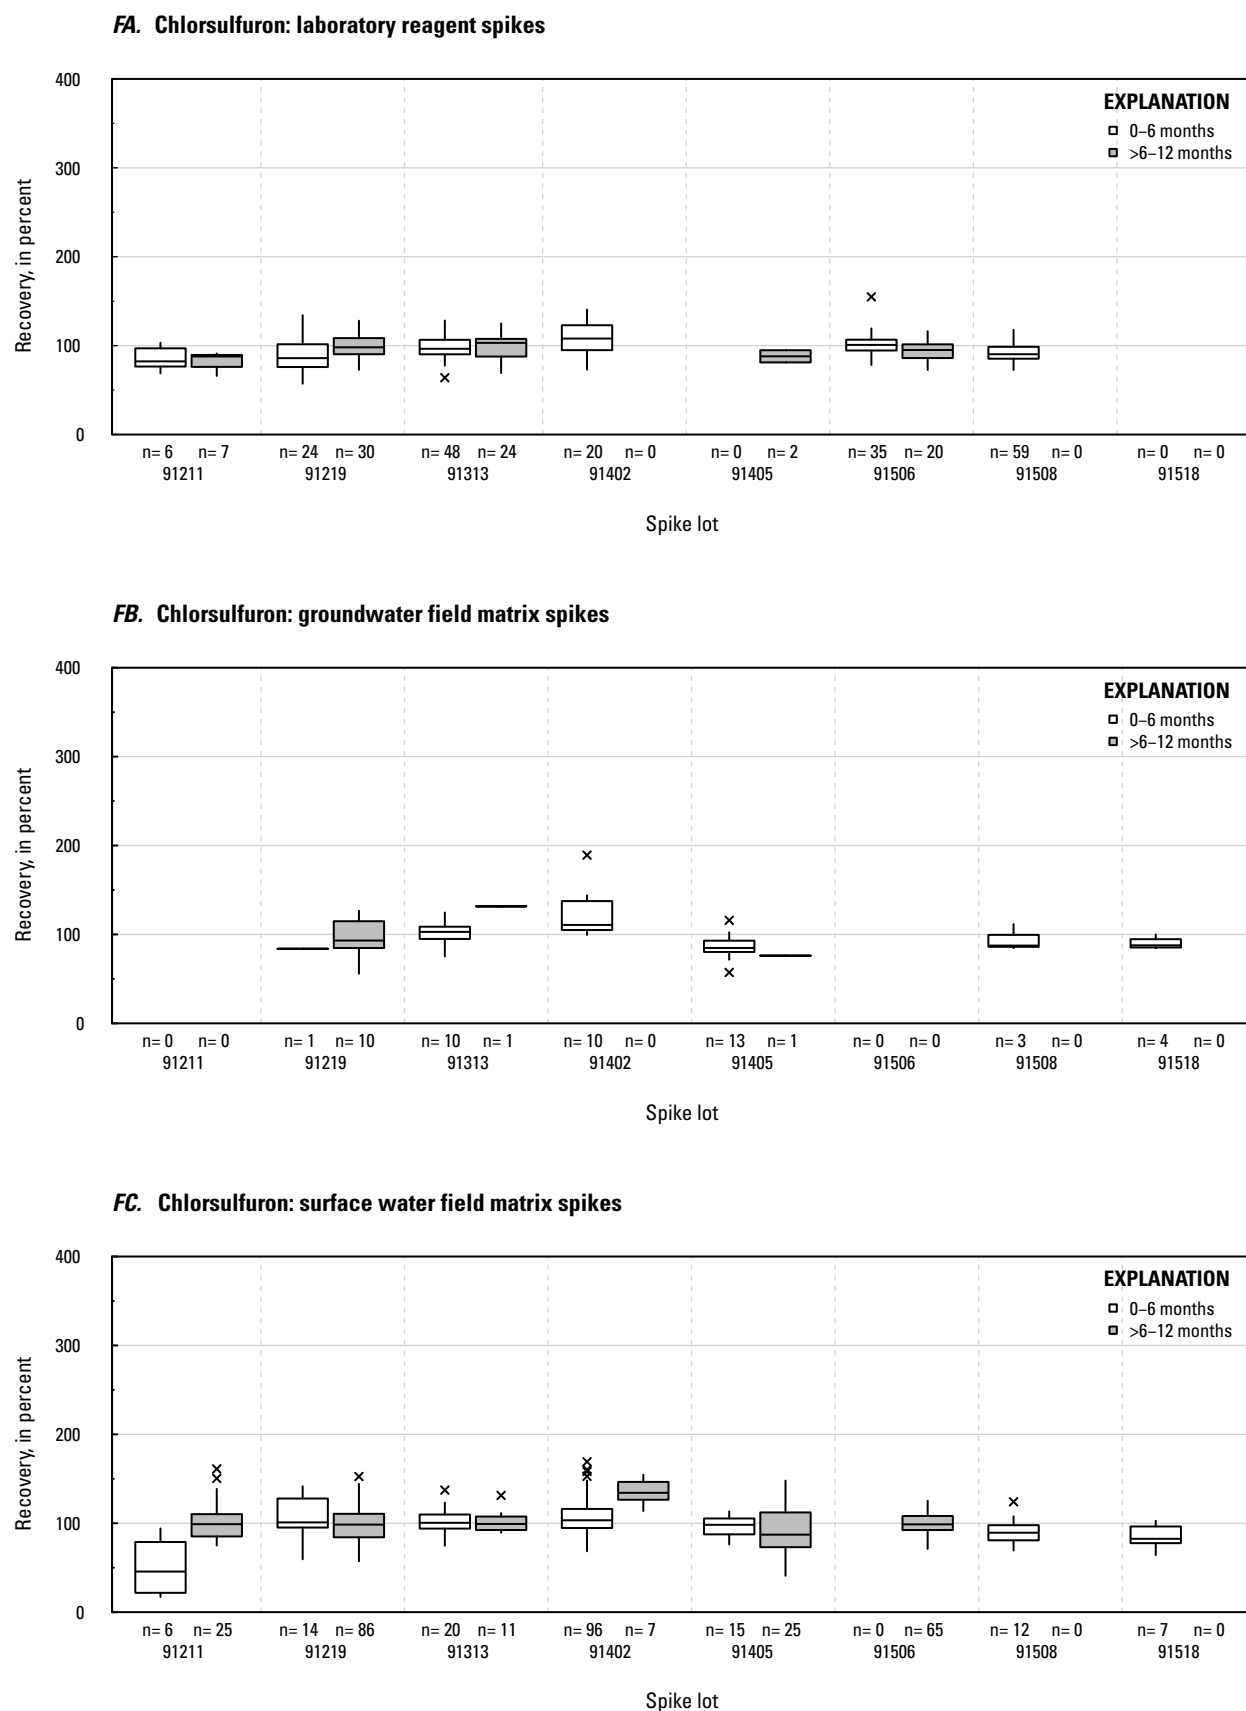 FA. Chlorsulfuron: laboratory reagent spikes
400
300
200
100
0
Recovery, in percent
EXPLANATION
0–6 months
>6–12 months
n= 6 n= 7 n= 24 n= 30 n= 48 n= 24 n= 20 n= 0 n= 0 n= 2 n= 35 n= 20 n= 59 n= 0 n= 0 n= 0
91211 91219 91313 91402 91405 91506 91508 91518
Spike lot
FB. Chlorsulfuron: groundwater field matrix spikes
400
300
200
100
0
Recovery, in percent
EXPLANATION
0–6 months
>6–12 months
n= 0 n= 0 n= 1 n= 10 n= 10 n= 1 n= 10 n= 0 n= 13 n= 1 n= 0 n= 0 n= 3 n= 0 n= 4 n= 0
91211 91219 91313 91402 91405 91506 91508 91518
Spike lot
FC. Chlorsulfuron: surface water field matrix spikes
400
300
200
100
0
Recovery, in percent
EXPLANATION
0–6 months
>6–12 months
n= 6 n= 25 n= 14 n= 86 n= 20 n= 11 n= 96 n= 7 n= 15 n= 25 n= 0 n= 65 n= 12 n= 0 n= 7 n= 0
91211 91219 91313 91402 91405 91506 91508 91518
Spike lot